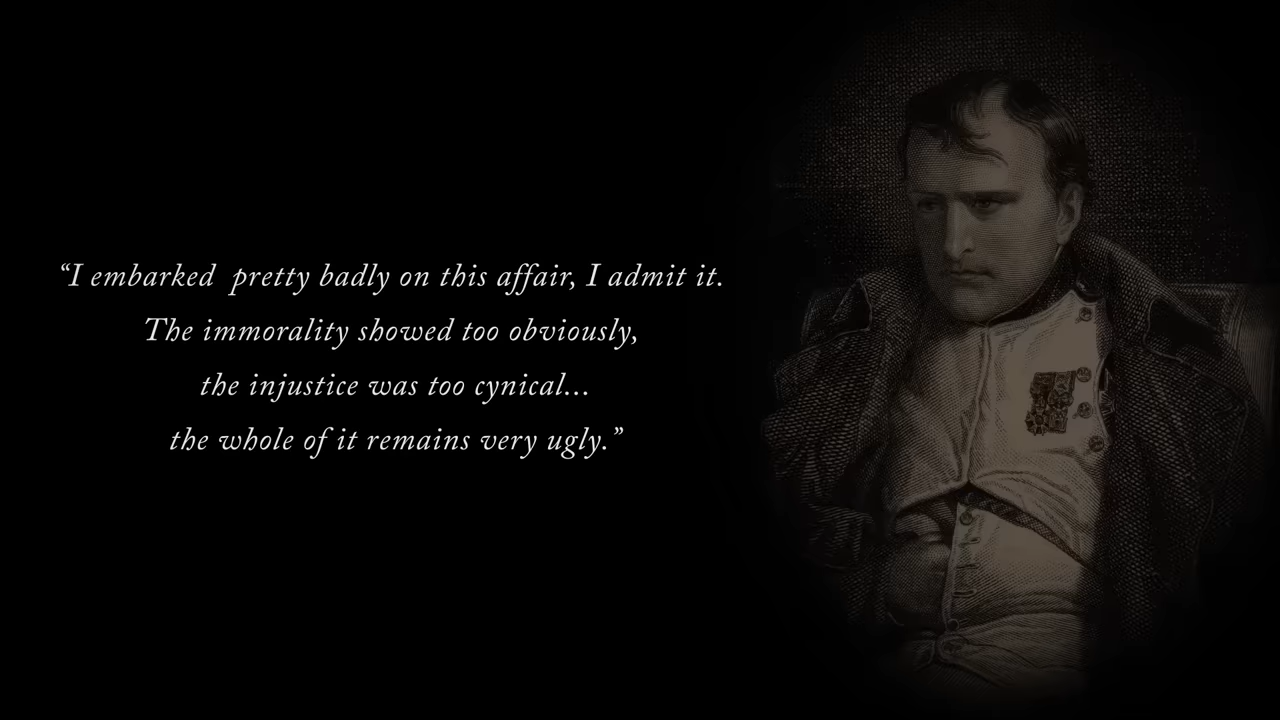 “I embarked  pretty badly on this affair, I admit it.
The immorality showed too obviously,
the injustice was too cynical...
the whole of it remains very ugly.”